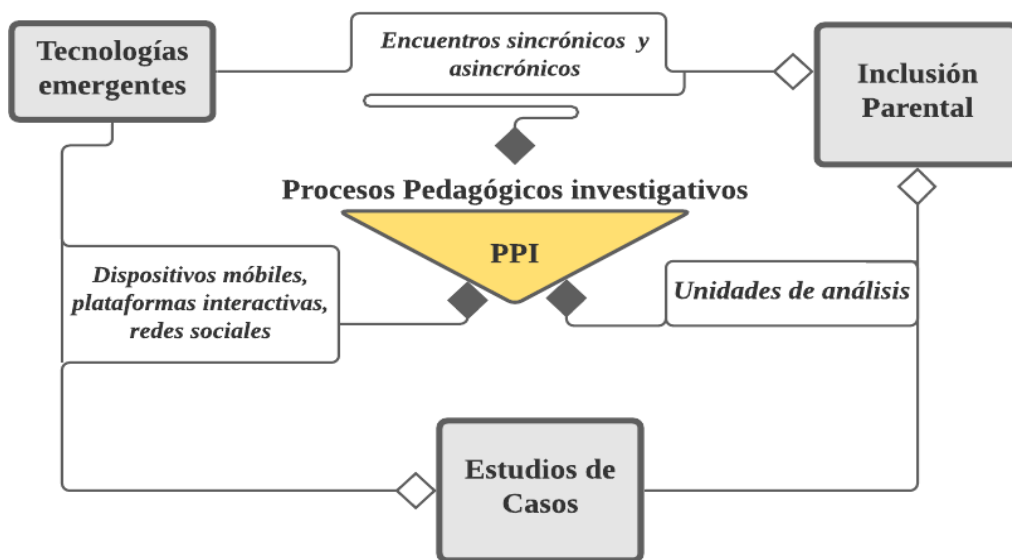 Tecnologías
emergentes
Encuentros sincrónicos y
asincrónicos
Inclusión
Parental
Procesos Pedagógicos investigativos
PPI
Dispositivos móbiles,
plataformas interactivas,
redes sociales
Unidades de análisis
Estudios de
Casos